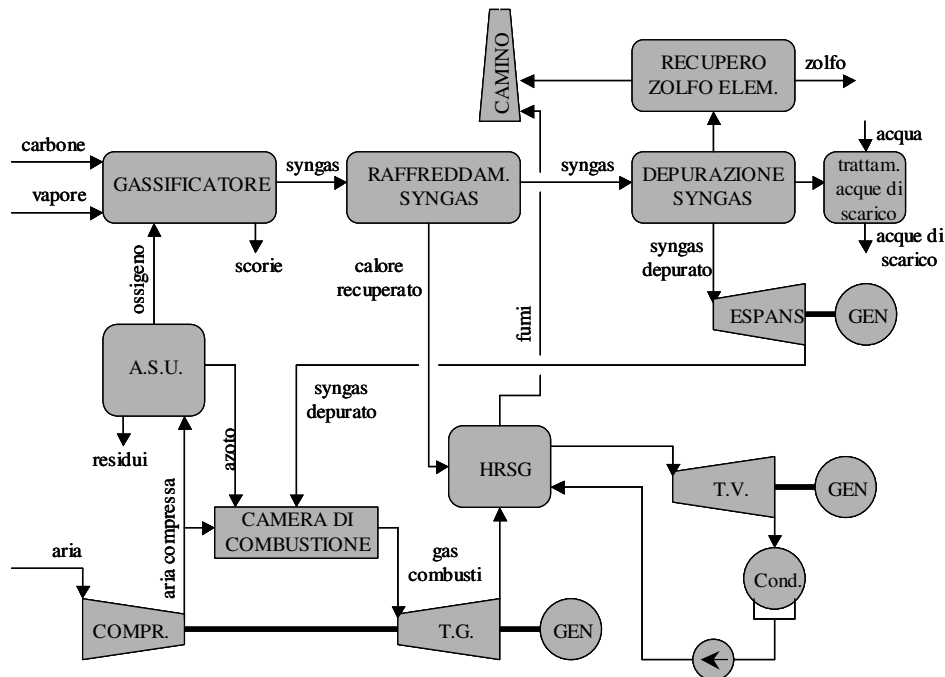 CAMINO
RECUPERO
ZOLFO ELEM.
zolfo
carbone
vapore
GASSIFICATORE
syngas
RAFFREDDAM.
SYNGAS
syngas
DEPURAZIONE
SYNGAS
acqua
trattam.
acque di
scarico
acque di
scarico
scorie
ossigeno
calore
recuperato
fumi
syngas
depurato
ESPANS
GEN
A.S.U.
residui
azoto
syngas
depurato
HRSG
T.V.
GEN
aria compressa
CAMERA DI
COMBUSTIONE
gas
combusti
Cond.
aria
COMPR.
T.G.
GEN